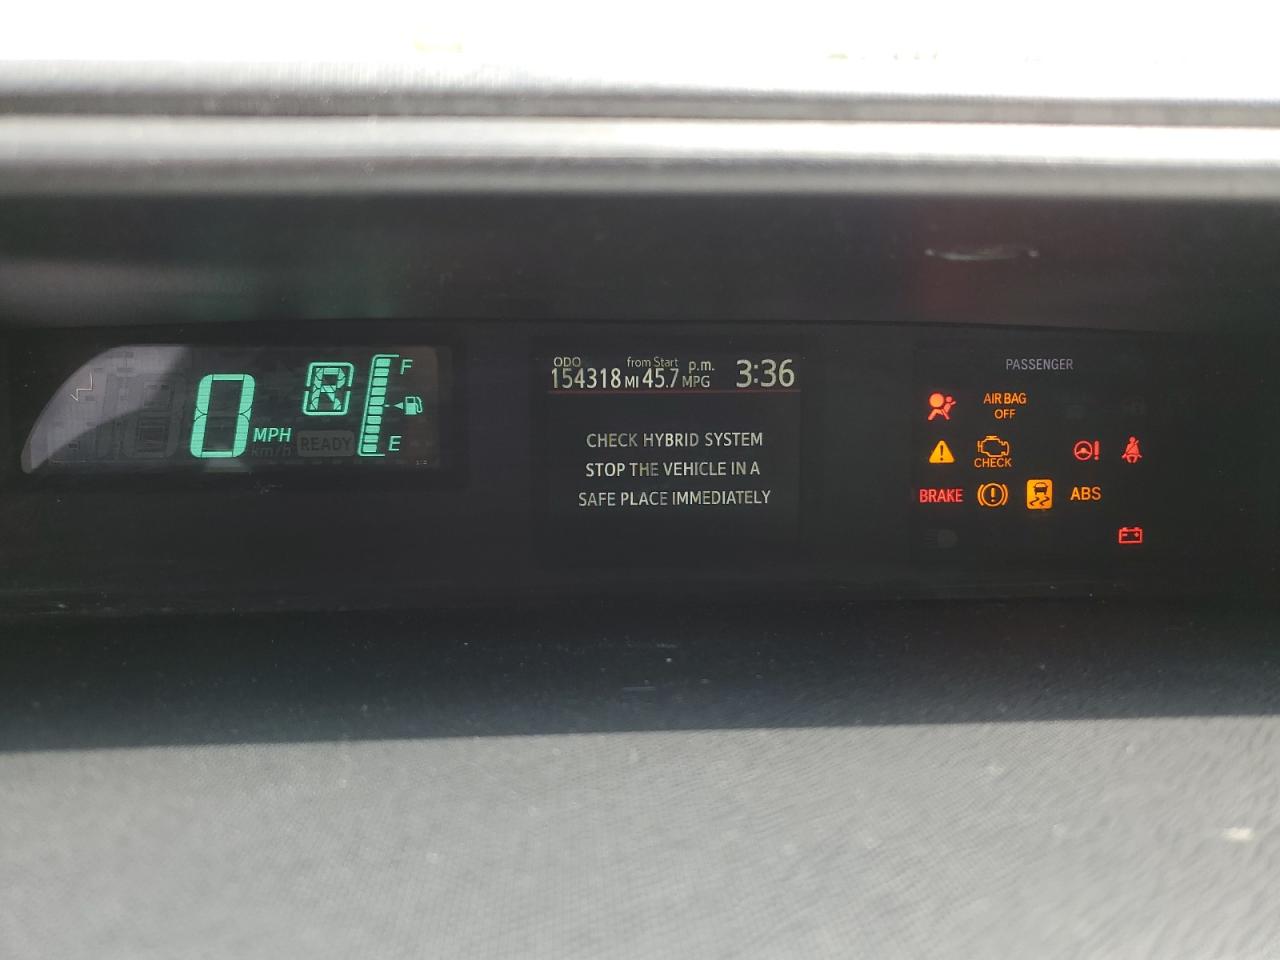 0 MPH
km/h
R
READY
F
E
ODO from Start p.m.
154318 MI 45.7 MPG 3:36
CHECK HYBRID SYSTEM
STOP THE VEHICLE IN A
SAFE PLACE IMMEDIATELY
PASSENGER
AIR BAG
OFF
CHECK
BRAKE
ABS